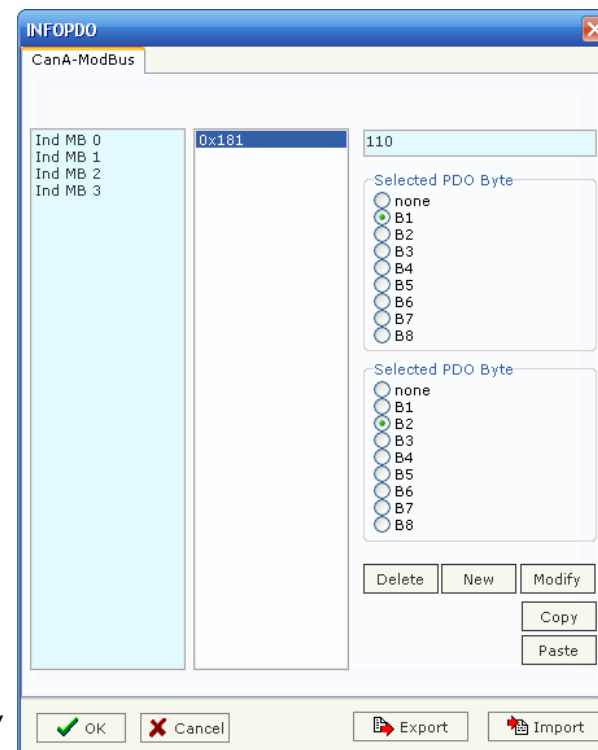 INFOPDO
CanA-ModBus
Ind MB 0
Ind MB 1
Ind MB 2
Ind MB 3
0x181
110
Selected PDO Byte
none
B1
B2
B3
B4
B5
B6
B7
B8
Selected PDO Byte
none
B1
B2
B3
B4
B5
B6
B7
B8
Delete New Modify
Copy
Paste
OK Cancel Export Import